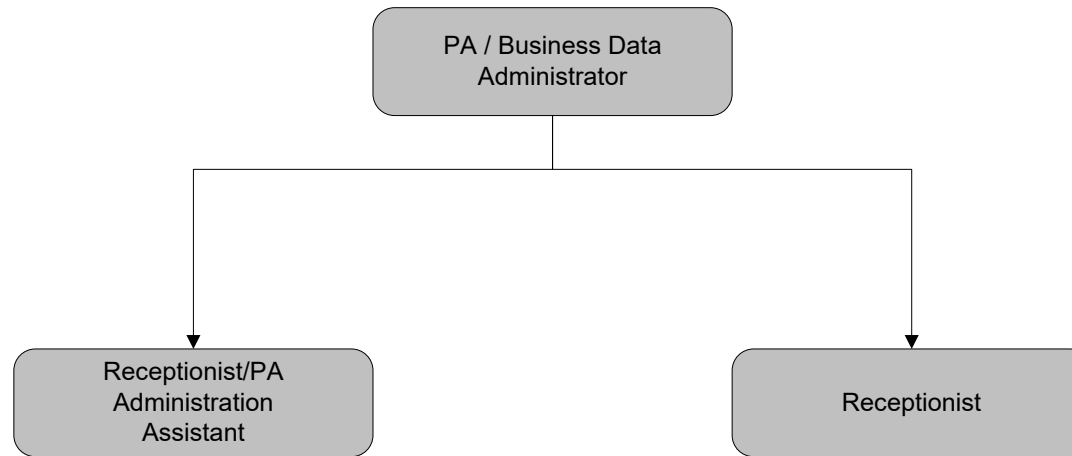 PA / Business Data
Administrator
Receptionist/PA
Administration
Assistant
Receptionist